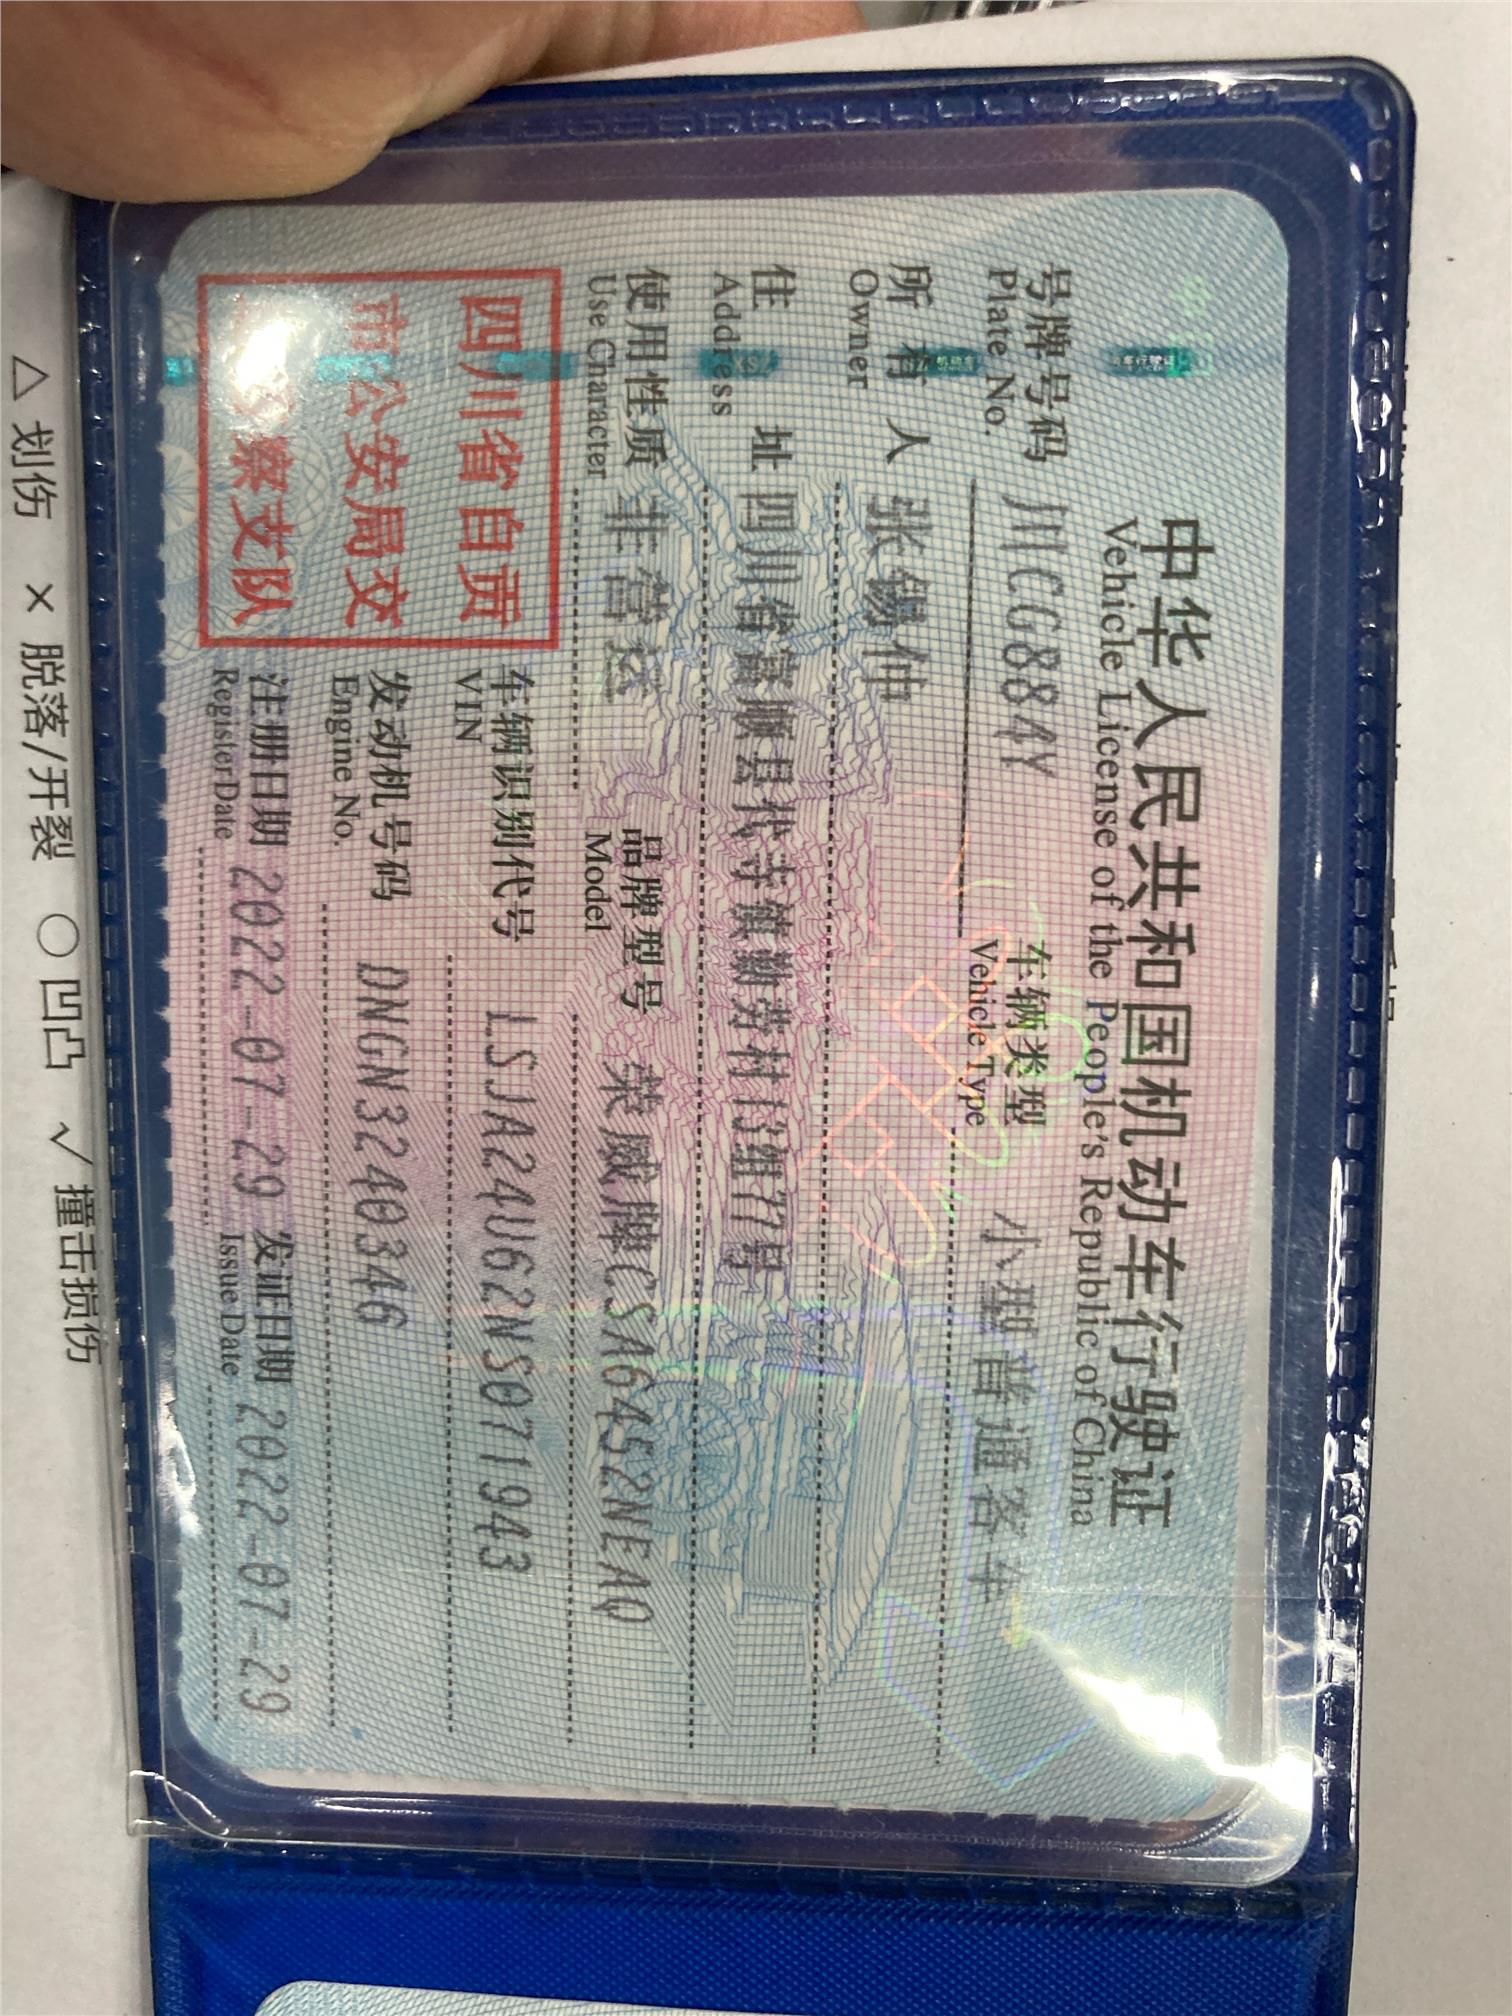 中华人民共和国机动车行驶证
Vehicle License of the People's Republic of China
号牌号码 川CG884Y 车辆类型 小型普通客车
Plate No. Vehicle Type
所有人 张锡仲
Owner
住址 四川省富顺县代寺镇勤劳村13组77号
Address
使用性质 非营运 品牌型号 荣威牌CSA6452NEAQ
Use Character Model
四川省自贡
市公安局交
察支队
车辆识别代号 LSJA24U62NS071943
VIN
发动机号码 DNGN3240346
Engine No.
注册日期 2022-07-29 发证日期 2022-07-29
Register Date Issue Date
△ 划伤 × 脱落/开裂 ○ 凹凸 √ 撞击损伤